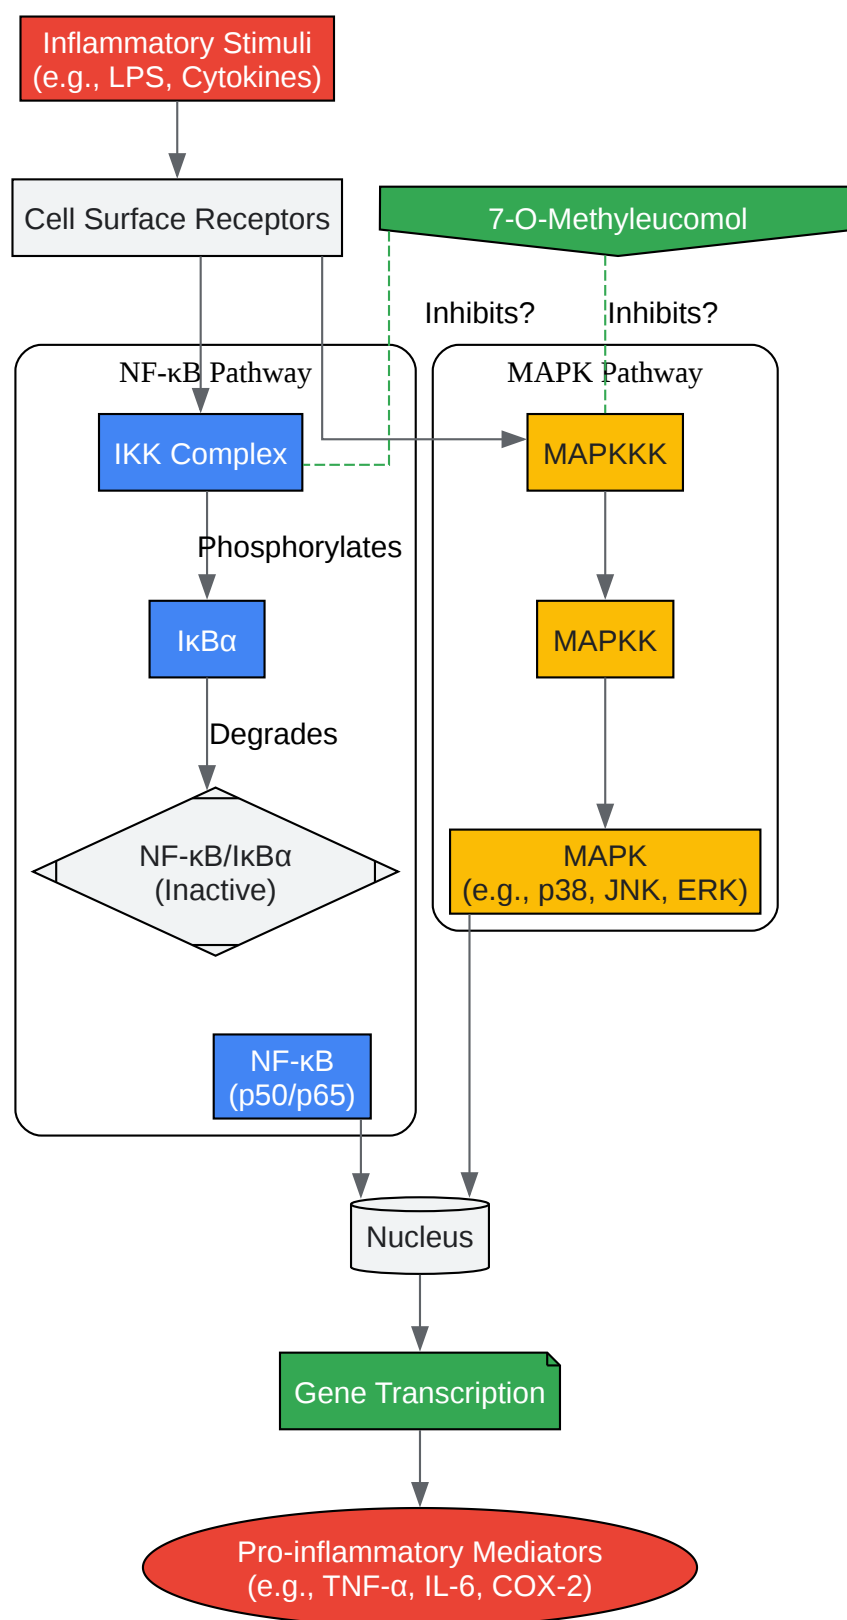 Inflammatory Stimuli
(e.g., LPS, Cytokines)
Cell Surface Receptors
7-O-Methyleucomol
Inhibits?
Inhibits?
NF-κB Pathway
MAPK Pathway
IKK Complex
MAPKKK
Phosphorylates
IκBα
MAPKK
Degrades
NF-κB/IκBα
(Inactive)
MAPK
(e.g., p38, JNK, ERK)
NF-κB
(p50/p65)
Nucleus
Gene Transcription
Pro-inflammatory Mediators
(e.g., TNF-α, IL-6, COX-2)